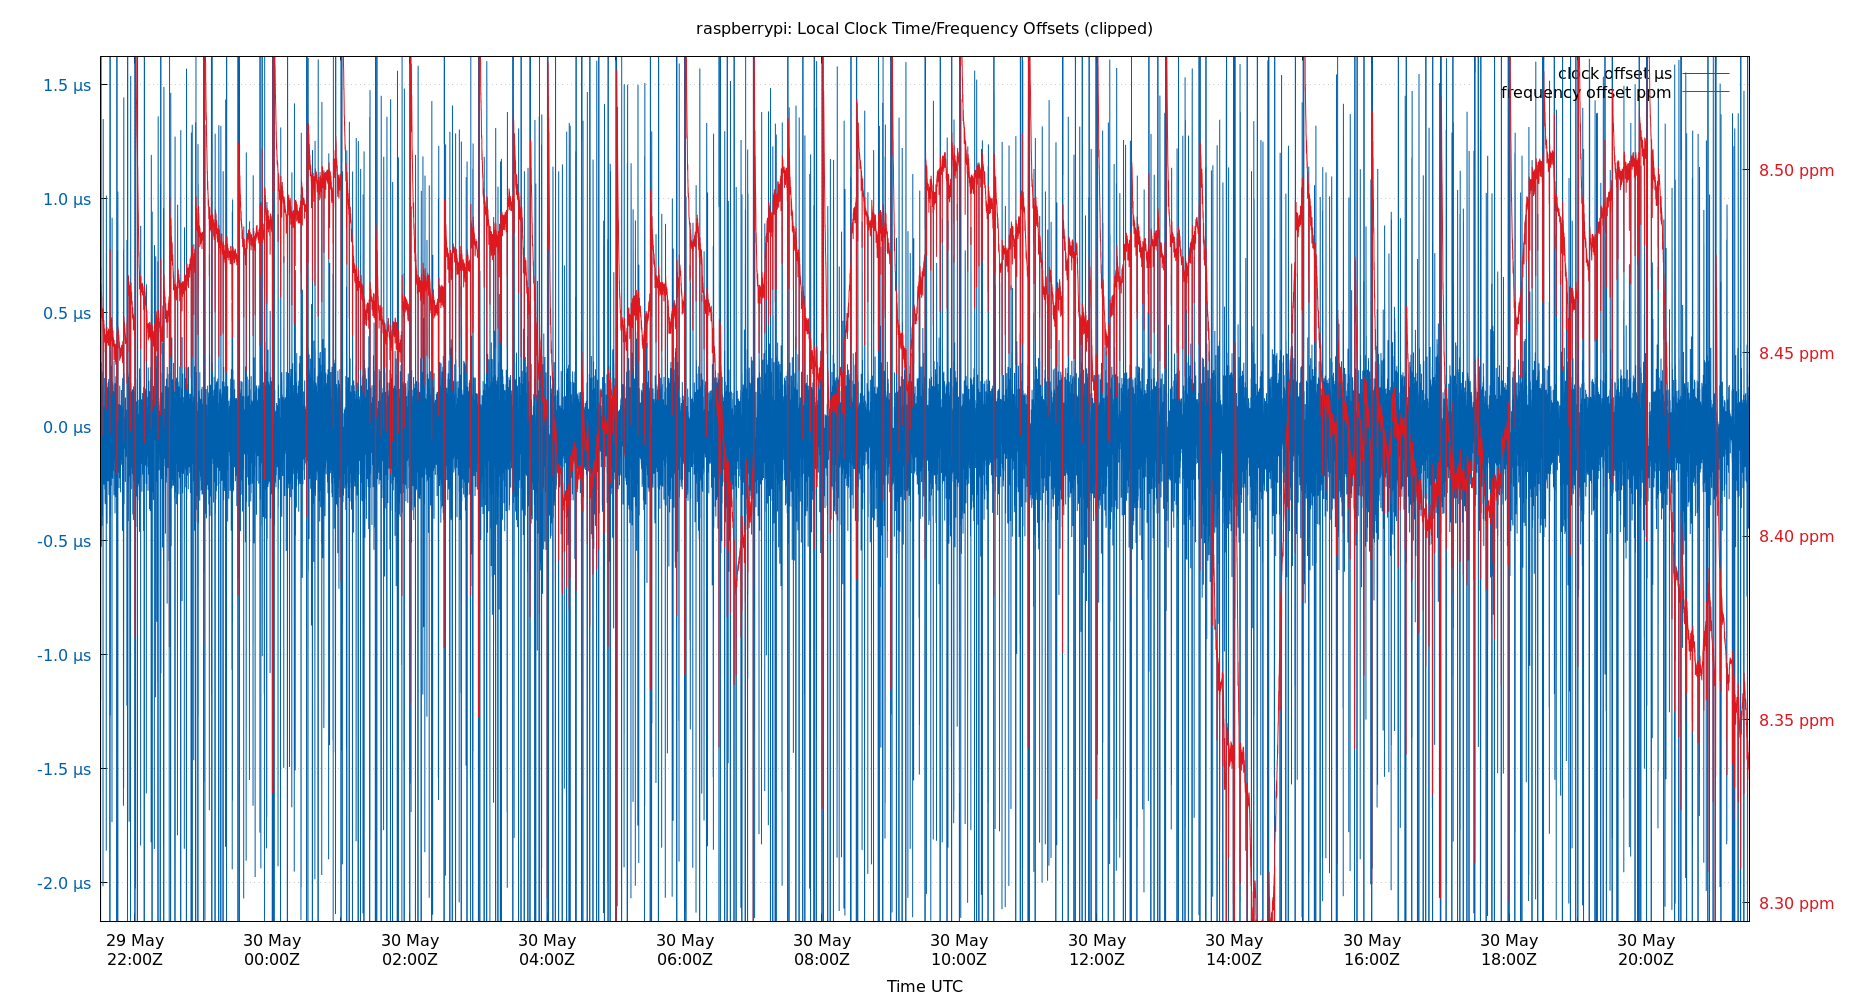 raspberrypi: Local Clock Time/Frequency Offsets (clipped)
clock offset µs
frequency offset ppm
1.5 µs
1.0 µs
0.5 µs
0.0 µs
-0.5 µs
-1.0 µs
-1.5 µs
-2.0 µs
8.50 ppm
8.45 ppm
8.40 ppm
8.35 ppm
8.30 ppm
29 May 30 May 30 May 30 May 30 May 30 May 30 May 30 May 30 May 30 May 30 May 30 May
22:00Z 00:00Z 02:00Z 04:00Z 06:00Z 08:00Z 10:00Z 12:00Z 14:00Z 16:00Z 18:00Z 20:00Z
Time UTC